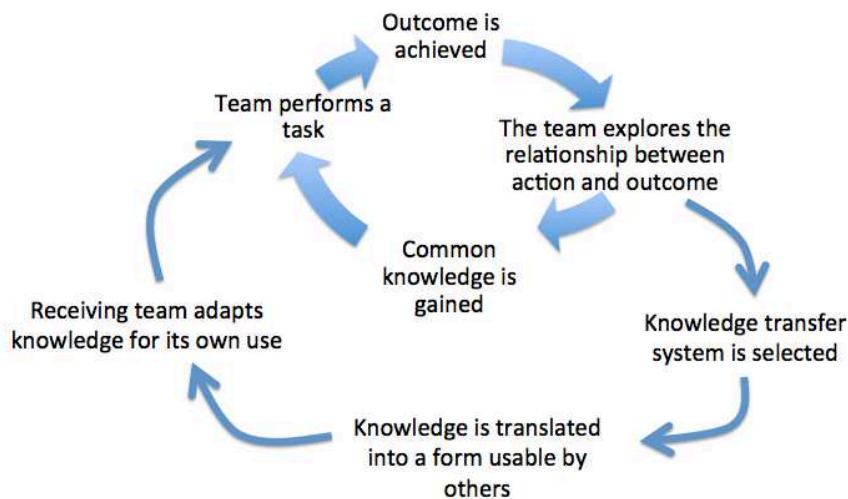 Outcome is
achieved
Team performs a
task
The team explores the
relationship between
action and outcome
Common
knowledge is
gained
Receiving team adapts
knowledge for its own use
Knowledge transfer
system is selected
Knowledge is translated
into a form usable by
others